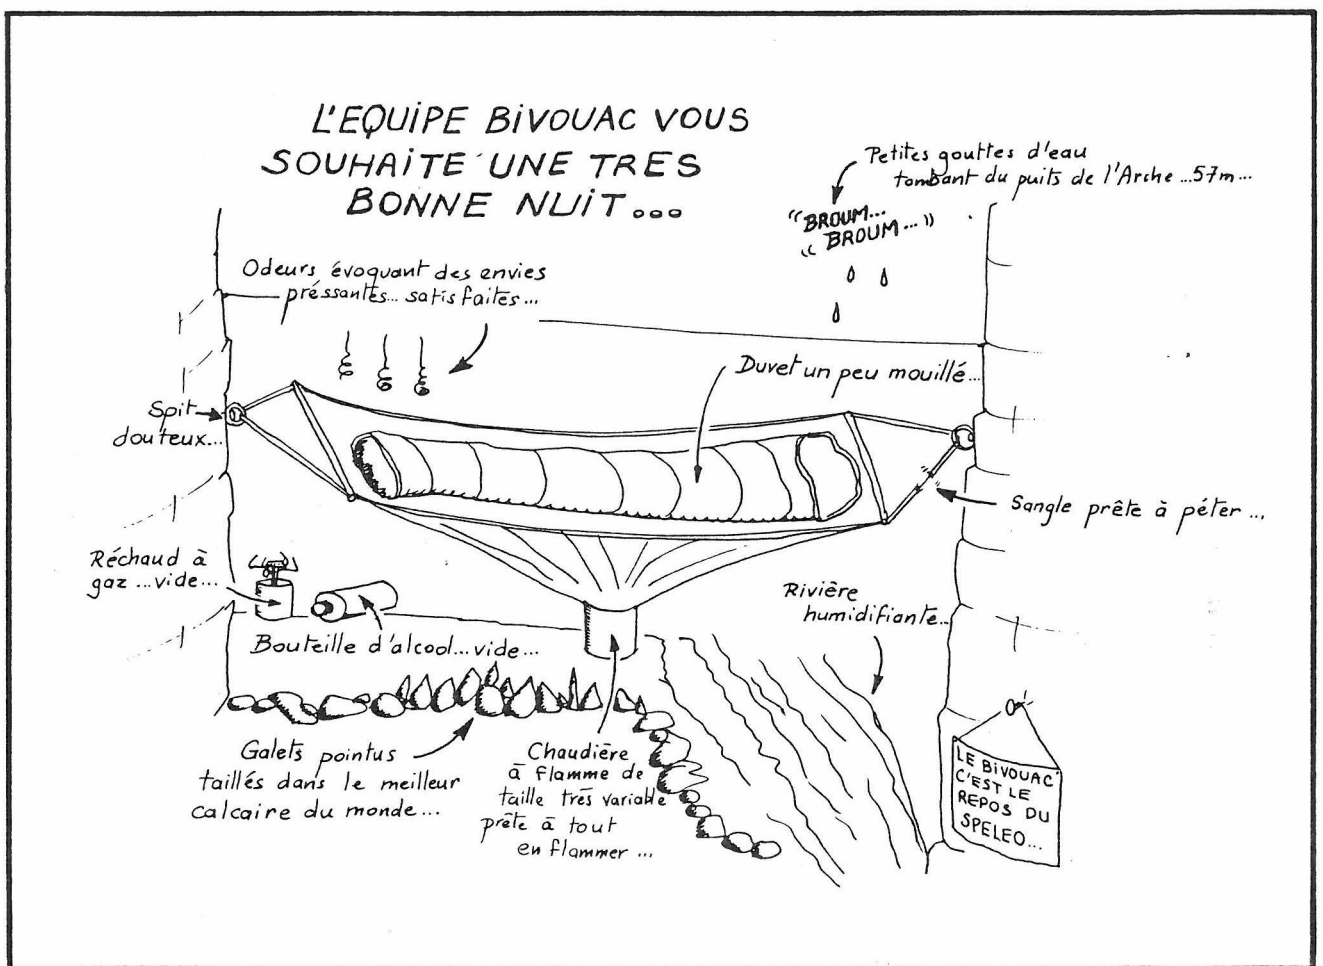 L'EQUIPE BIVOUAC VOUS
SOUHAITE UNE TRES
BONNE NUIT...
Petites gouttes d'eau
tombant du puits de l'Arche...57m...
"BROUM...
"BROUM..."
Odeurs évoquant des envies
préssantes... satisfaites...
Duvet un peu mouillé...
Spit
douteux...
Sangle prête à péter...
Réchaud à
gaz...vide...
Bouteille d'alcool...vide...
Rivière
humidifiante...
Galets pointus
taillés dans le meilleur
calcaire du monde...
Chaudière
à flamme de
taille très variable
prête à tout
enflammer...
LE BIVOUAC
C'EST LE
REPOS DU
SPELEO...